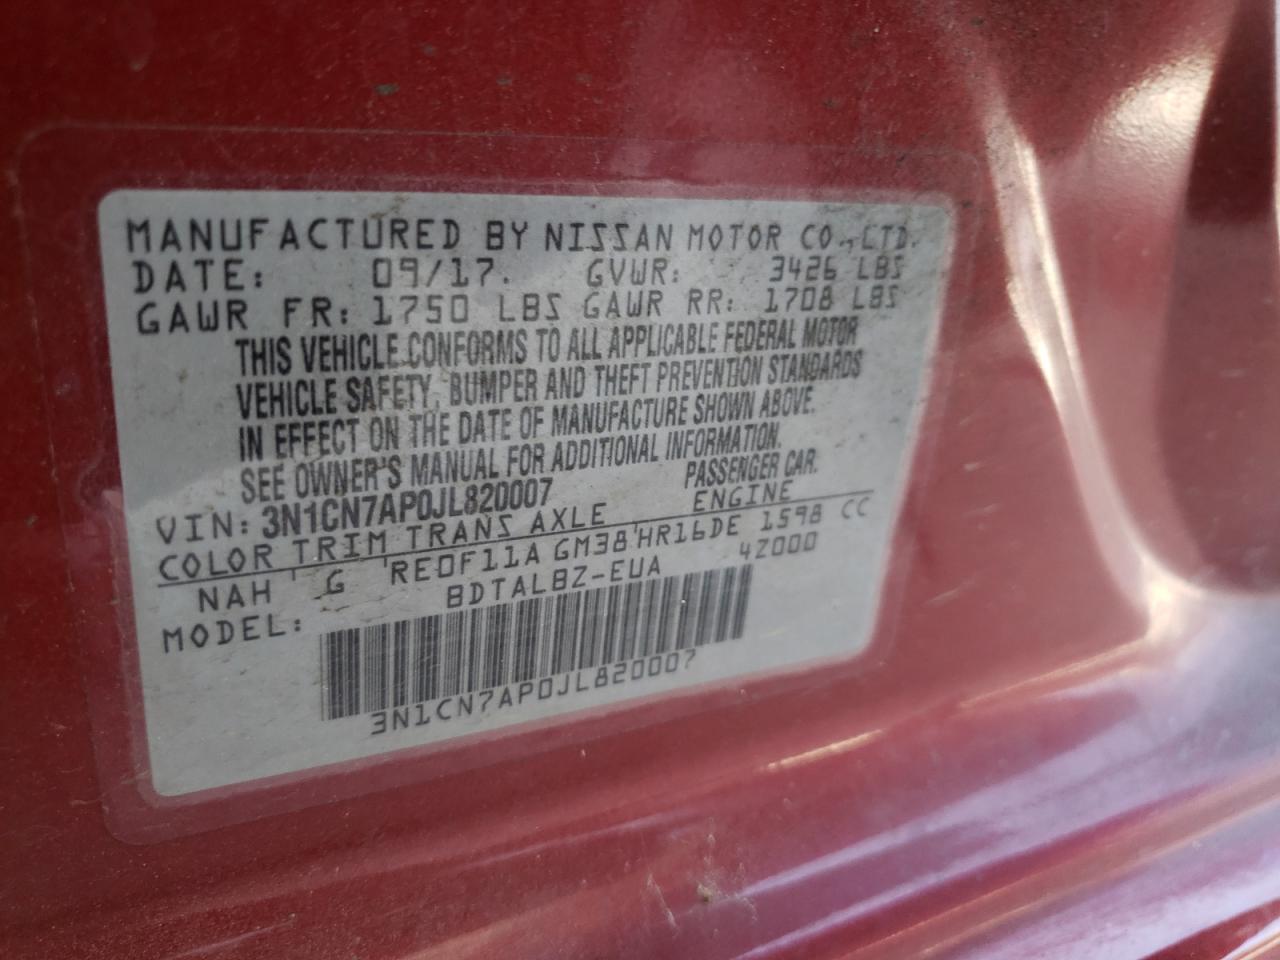 MANUFACTURED BY NISSAN MOTOR CO., LTD.
DATE: 09/17. GVWR: 3426 LBS
GAWR FR: 1750 LBS GAWR RR: 1708 LBS
THIS VEHICLE CONFORMS TO ALL APPLICABLE FEDERAL MOTOR
VEHICLE SAFETY, BUMPER AND THEFT PREVENTION STANDARDS
IN EFFECT ON THE DATE OF MANUFACTURE SHOWN ABOVE.
SEE OWNER'S MANUAL FOR ADDITIONAL INFORMATION.
VIN: 3N1CN7AP0JL820007 PASSENGER CAR.
COLOR TRIM TRANS AXLE ENGINE
NAH G RE0F11A GM38 HR16DE 1598 CC
MODEL: BDTALBZ-EUA 4Z000
3N1CN7AP0JL820007